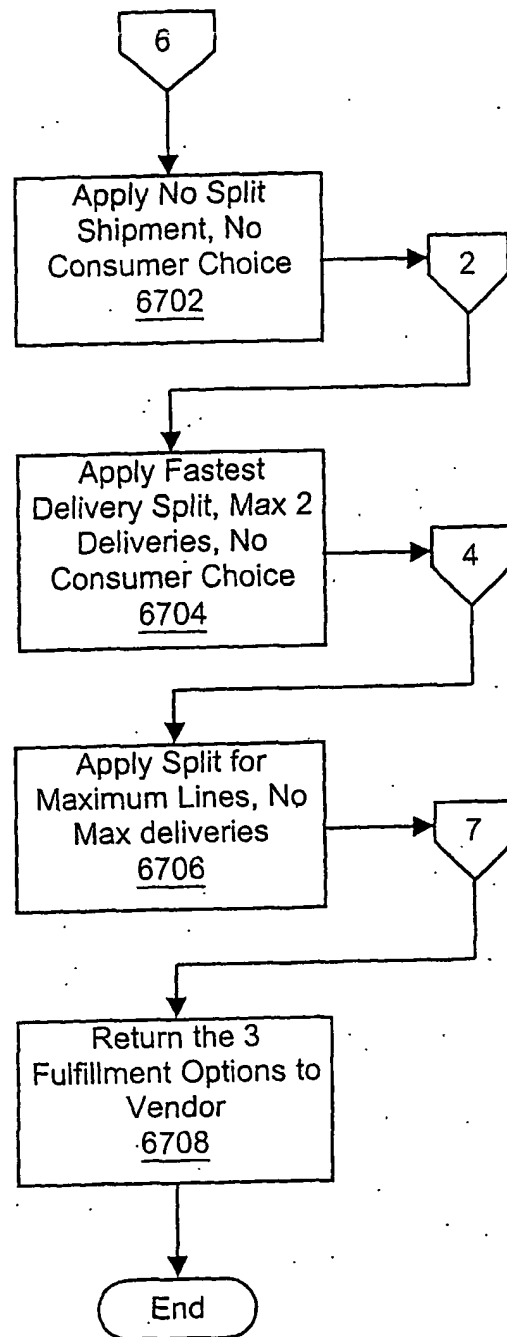 6
Apply No Split
Shipment, No
Consumer Choice
6702
2
Apply Fastest
Delivery Split, Max 2
Deliveries, No
Consumer Choice
6704
4
Apply Split for
Maximum Lines, No
Max deliveries
6706
7
Return the 3
Fulfillment Options to
Vendor
6708
End